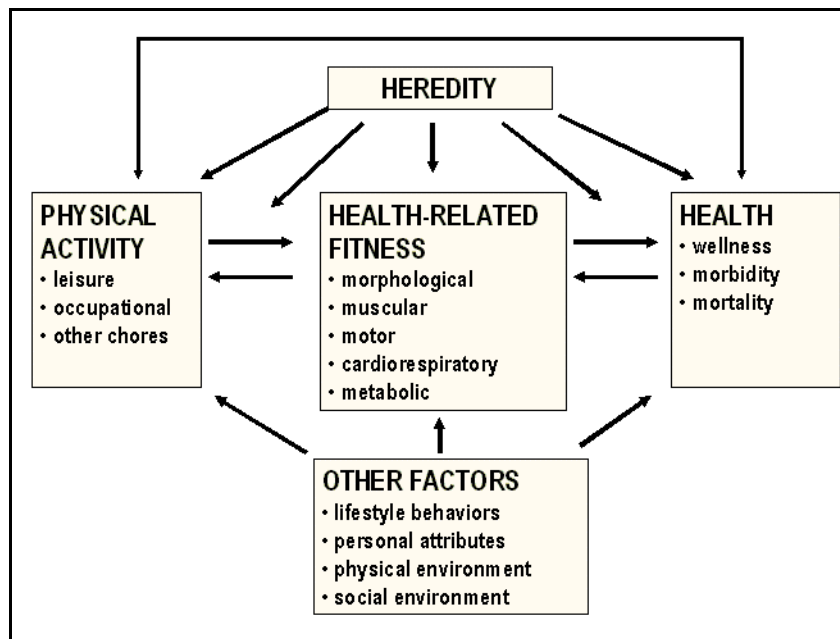 HEREDITY
PHYSICAL
ACTIVITY
• leisure
• occupational
• other chores
HEALTH-RELATED
FITNESS
• morphological
• muscular
• motor
• cardiorespiratory
• metabolic
HEALTH
• wellness
• morbidity
• mortality
OTHER FACTORS
• lifestyle behaviors
• personal attributes
• physical environment
• social environment